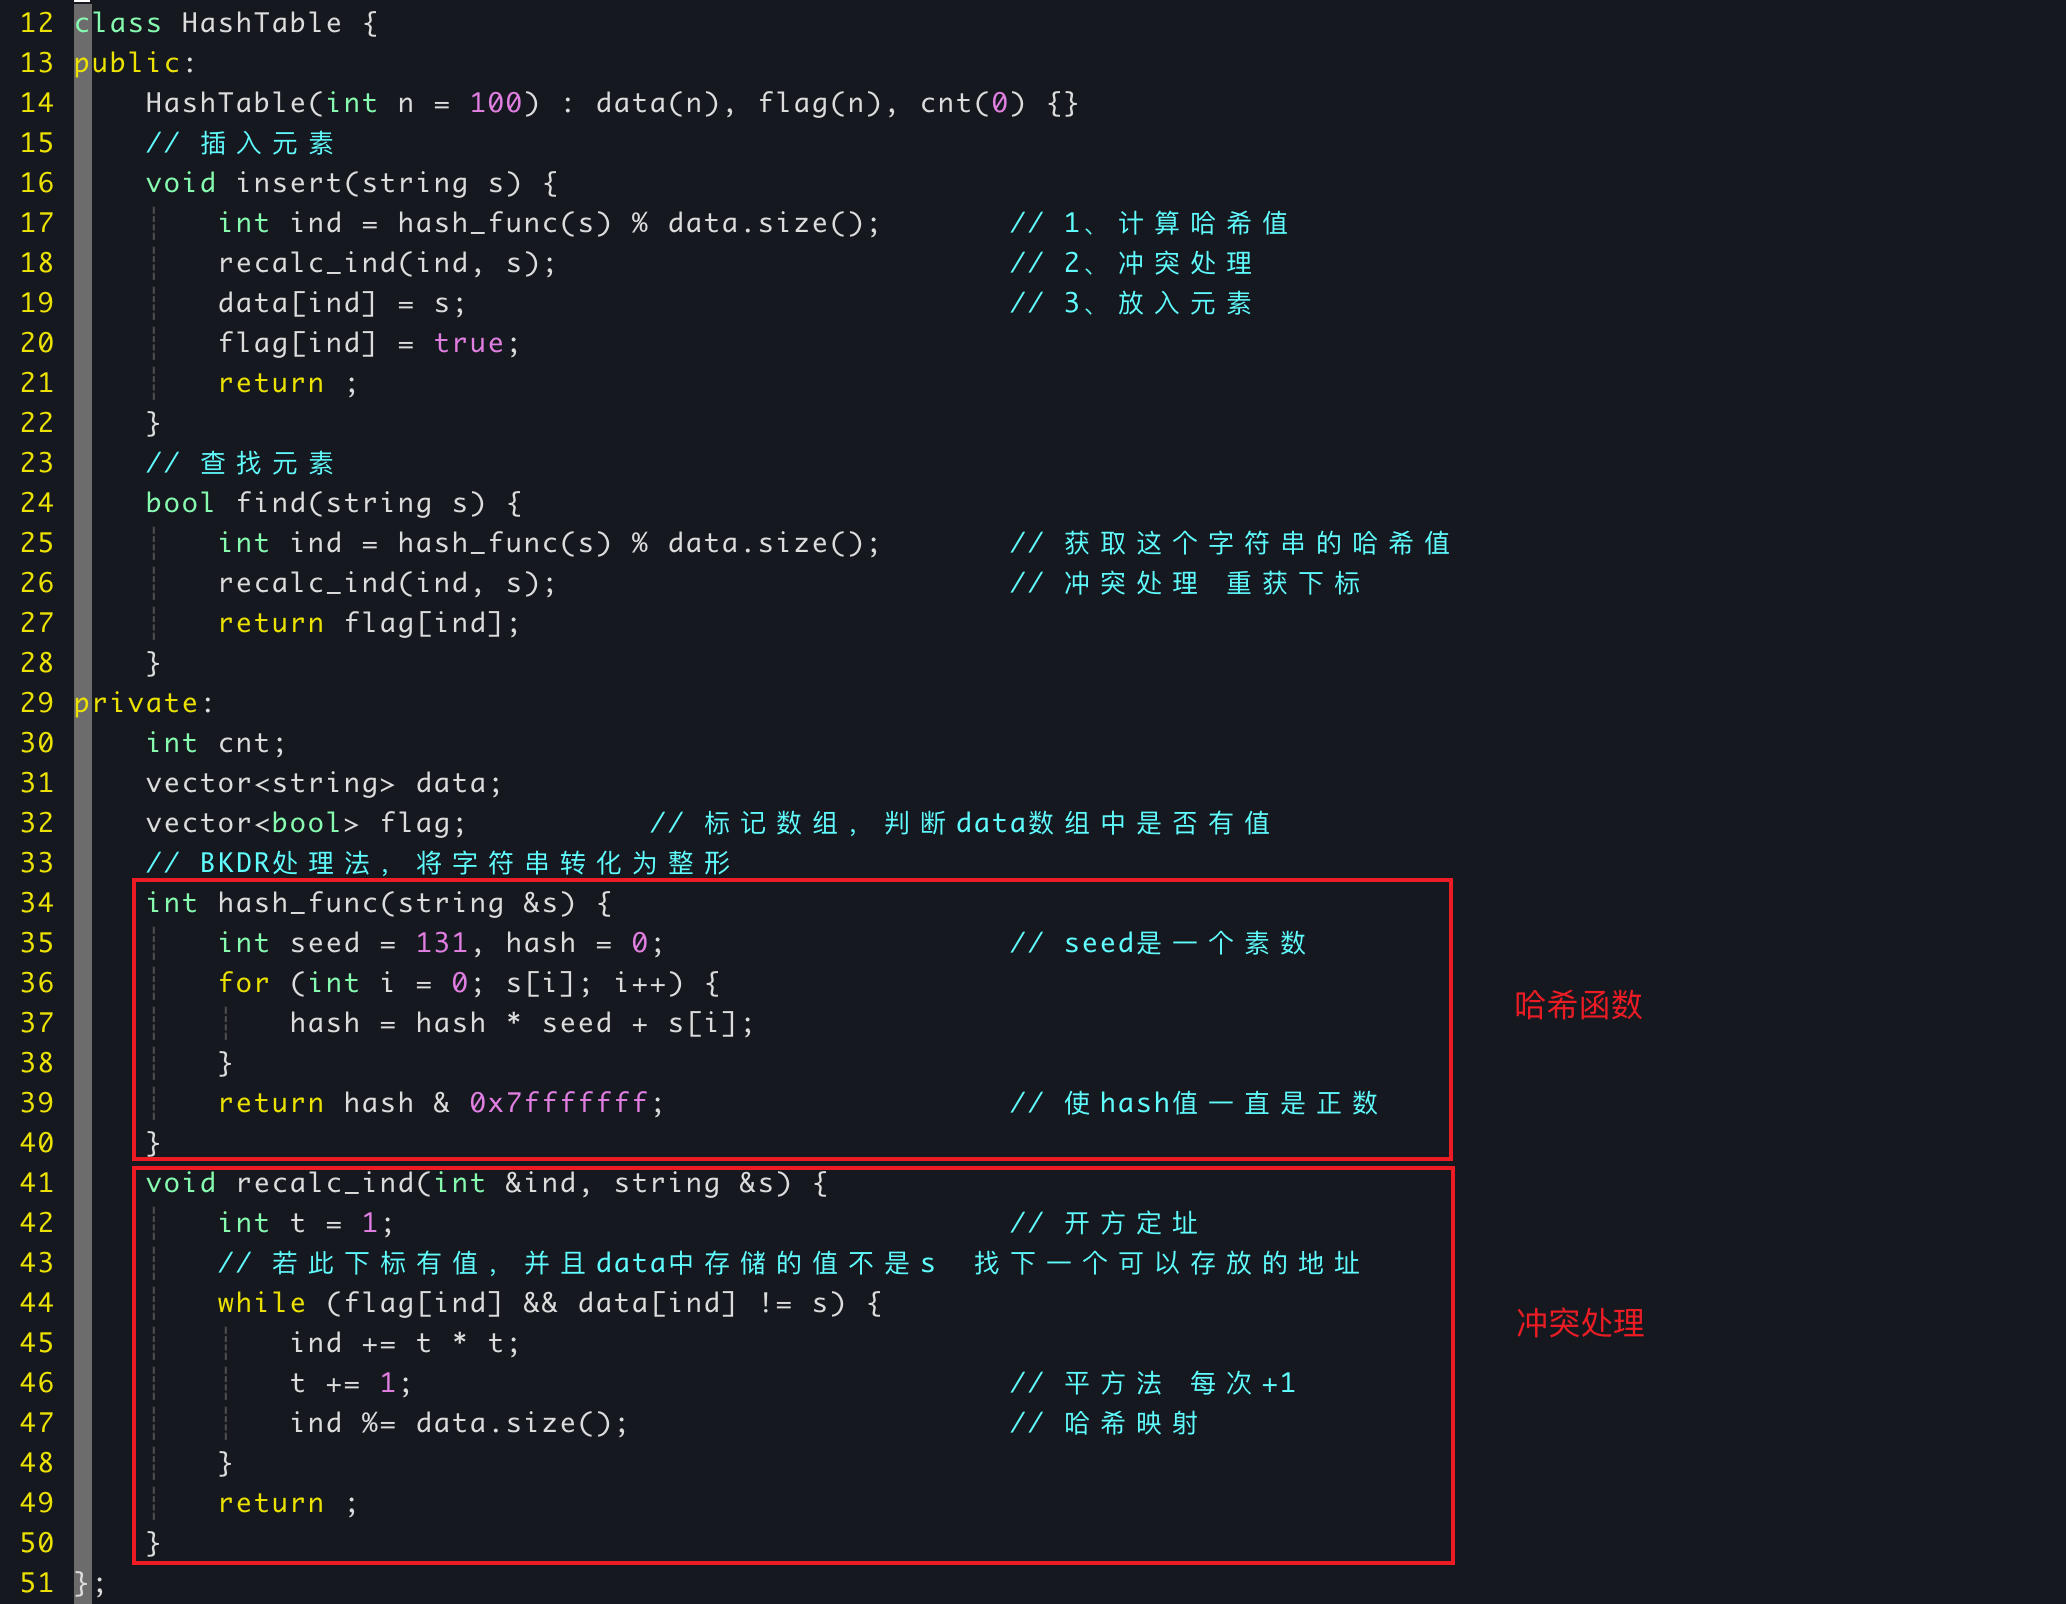 12 class HashTable {
13 public:
14     HashTable(int n = 100) : data(n), flag(n), cnt(0) {}
15     // 插入元素
16     void insert(string s) {
17         int ind = hash_func(s) % data.size();       // 1、计算哈希值
18         recalc_ind(ind, s);                         // 2、冲突处理
19         data[ind] = s;                              // 3、放入元素
20         flag[ind] = true;
21         return ;
22     }
23     // 查找元素
24     bool find(string s) {
25         int ind = hash_func(s) % data.size();       // 获取这个字符串的哈希值
26         recalc_ind(ind, s);                         // 冲突处理 重获下标
27         return flag[ind];
28     }
29 private:
30     int cnt;
31     vector<string> data;
32     vector<bool> flag;          // 标记数组，判断data数组中是否有值
33     // BKDR处理法，将字符串转化为整形
34     int hash_func(string &s) {
35         int seed = 131, hash = 0;                   // seed是一个素数
36         for (int i = 0; s[i]; i++) {
37             hash = hash * seed + s[i];
38         }
39         return hash & 0x7fffffff;                   // 使hash值一直是正数
40     }
哈希函数
41     void recalc_ind(int &ind, string &s) {
42         int t = 1;                                  // 开方定址
43         // 若此下标有值，并且data中存储的值不是s  找下一个可以存放的地址
44         while (flag[ind] && data[ind] != s) {
45             ind += t * t;
46             t += 1;                                 // 平方法 每次+1
47             ind %= data.size();                     // 哈希映射
48         }
49         return ;
50     }
冲突处理
51 };